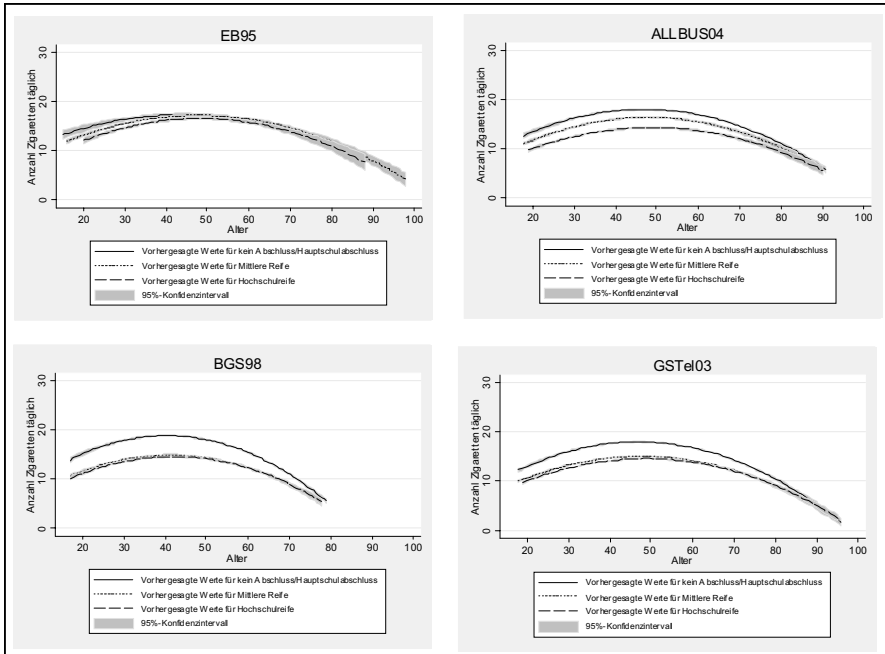 EB95
Anzahl Zigaretten täglich
30
20
10
0
20 30 40 50 60 70 80 90 100
Alter
Vorhergesagte Werte für kein Abschluss/Hauptschulabschluss
Vorhergesagte Werte für Mittlere Reife
Vorhergesagte Werte für Hochschulreife
95%-Konfidenzintervall
ALLBUS04
Anzahl Zigaretten täglich
30
20
10
0
20 30 40 50 60 70 80 90 100
Alter
Vorhergesagte Werte für kein Abschluss/Hauptschulabschluss
Vorhergesagte Werte für Mittlere Reife
Vorhergesagte Werte für Hochschulreife
95%-Konfidenzintervall
BGS98
Anzahl Zigaretten täglich
30
20
10
0
20 30 40 50 60 70 80 90 100
Alter
Vorhergesagte Werte für kein Abschluss/Hauptschulabschluss
Vorhergesagte Werte für Mittlere Reife
Vorhergesagte Werte für Hochschulreife
95%-Konfidenzintervall
GSTel03
Anzahl Zigaretten täglich
30
20
10
0
20 30 40 50 60 70 80 90 100
Alter
Vorhergesagte Werte für kein Abschluss/Hauptschulabschluss
Vorhergesagte Werte für Mittlere Reife
Vorhergesagte Werte für Hochschulreife
95%-Konfidenzintervall